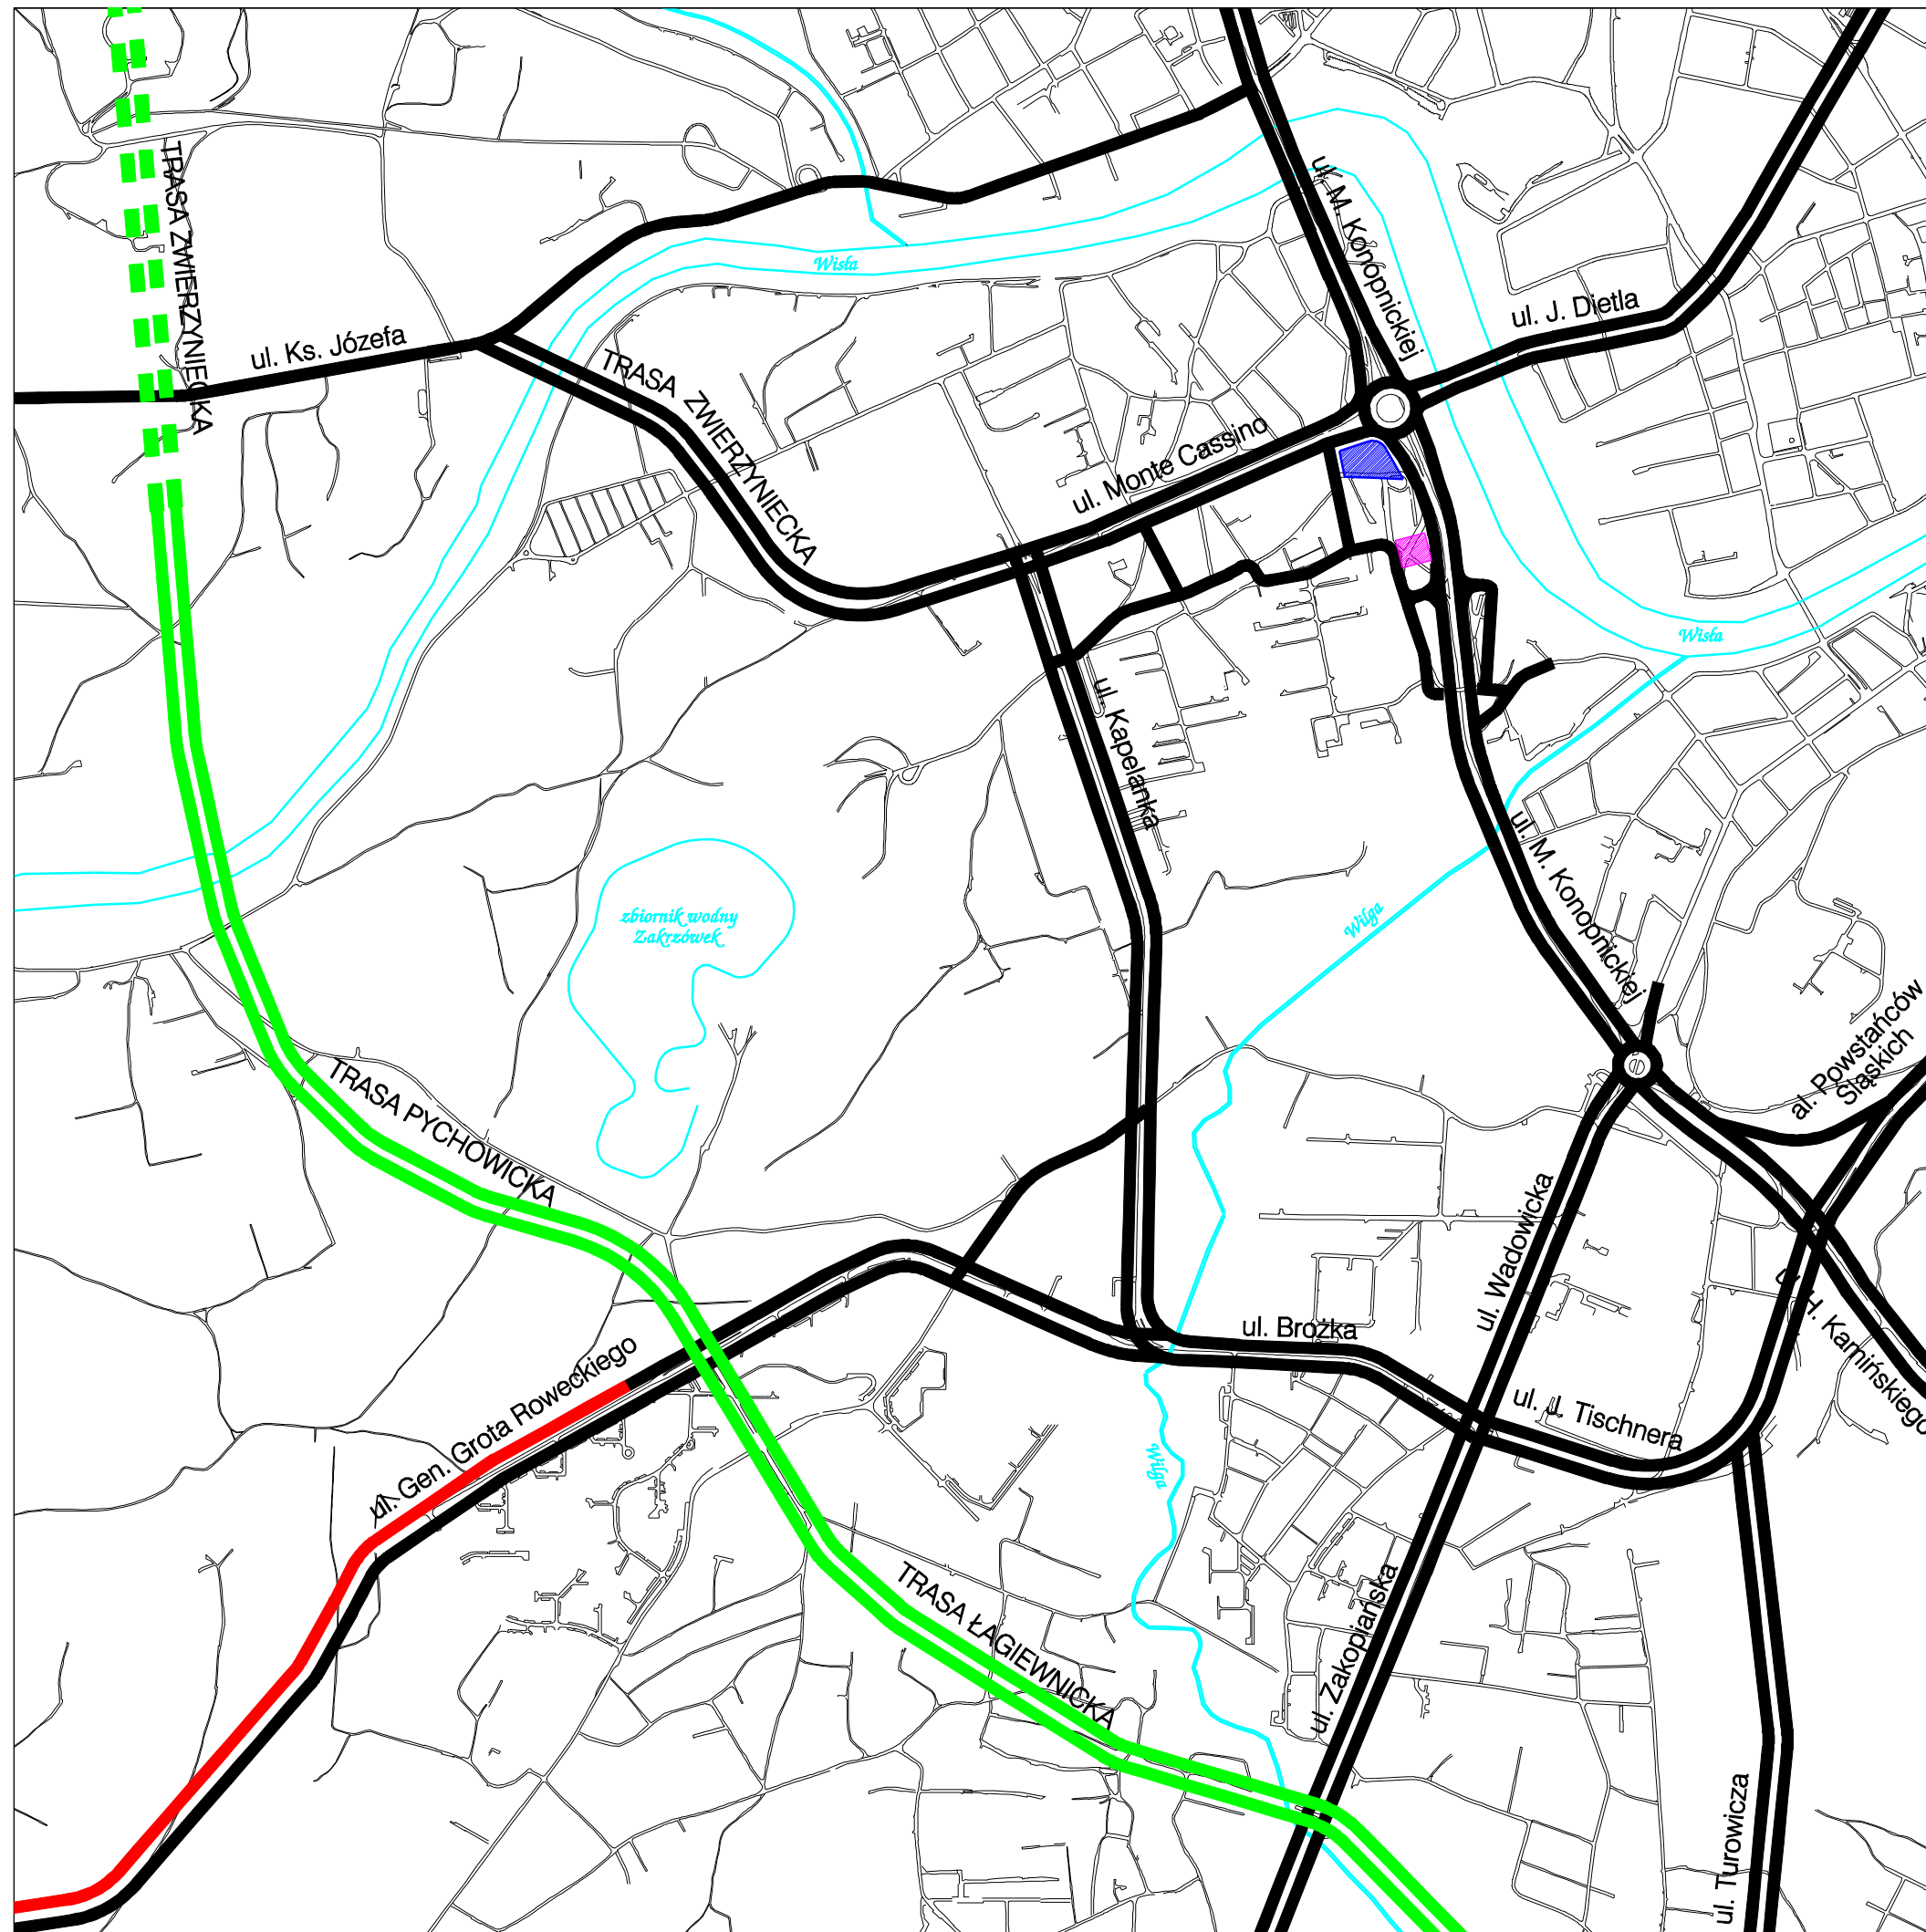 TRASA ZWIERZYNIECKA
ul. M. Konopnickiej
Wisła
ul. J. Dietla
ul. Ks. Józefa
TRASA ZWIERZYNIECKA
ul. Monte Cassino
Wisła
ul. Kapelanka
ul. M. Konopnickiej
zbiornik wodny
Zakrzówek
Wilga
al. Powstańców
Śląskich
TRASA PYCHOWICKA
ul. Wadowicka
ul. H. Kamińskiego
ul. Brożka
ul. Gen. Grota Roweckiego
ul. J. Tischnera
Wilga
TRASA ŁAGIEWNICKA
ul. Zakopiańska
ul. Turowicza